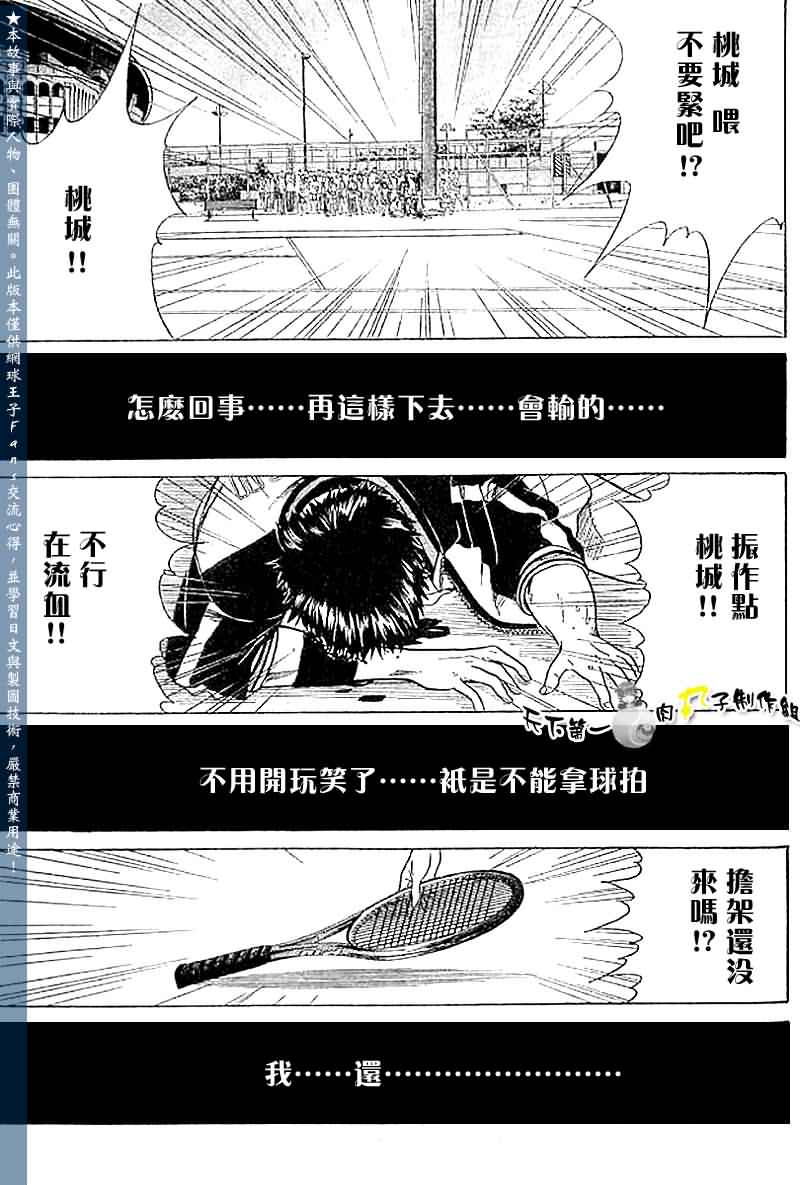 桃城 喂
不要緊吧!?
桃城!!
怎麼回事……再這樣下去……會輸的……
振作點
桃城!!
不行
在流血!!
天下第一 肉丸子制作組
不用開玩笑了……衹是不能拿球拍
擔架還没
來嗎!?
我……還……………………
★本故事與實際人物、團體無關。此版本僅供網球王子Fans交流心得，並學習日文與製圖技術，嚴禁商業用途！